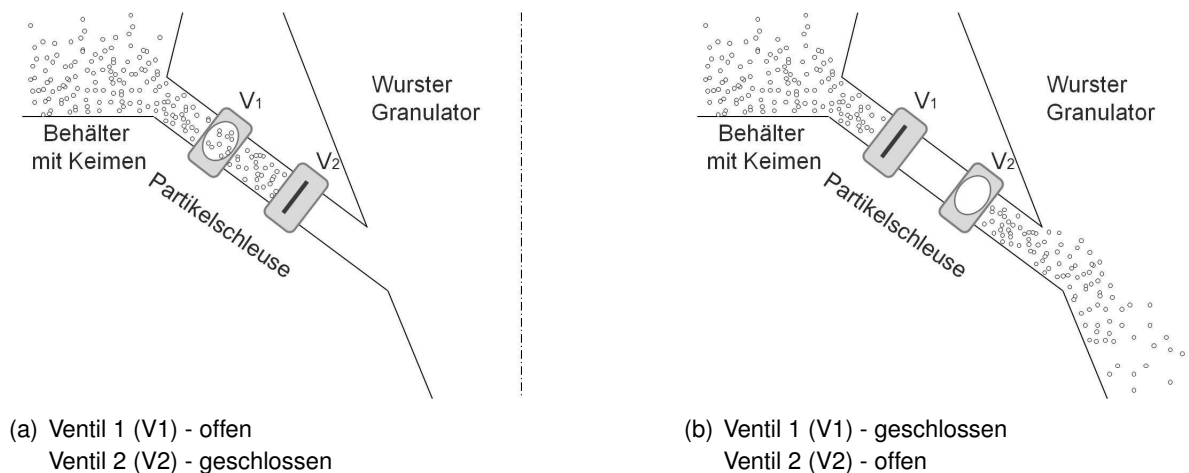 V1
V2
Wurster
Granulator
Behälter
mit Keimen
Partikelschleuse
V1
V2
Wurster
Granulator
Behälter
mit Keimen
Partikelschleuse
(a) Ventil 1 (V1) - offen
Ventil 2 (V2) - geschlossen
(b) Ventil 1 (V1) - geschlossen
Ventil 2 (V2) - offen